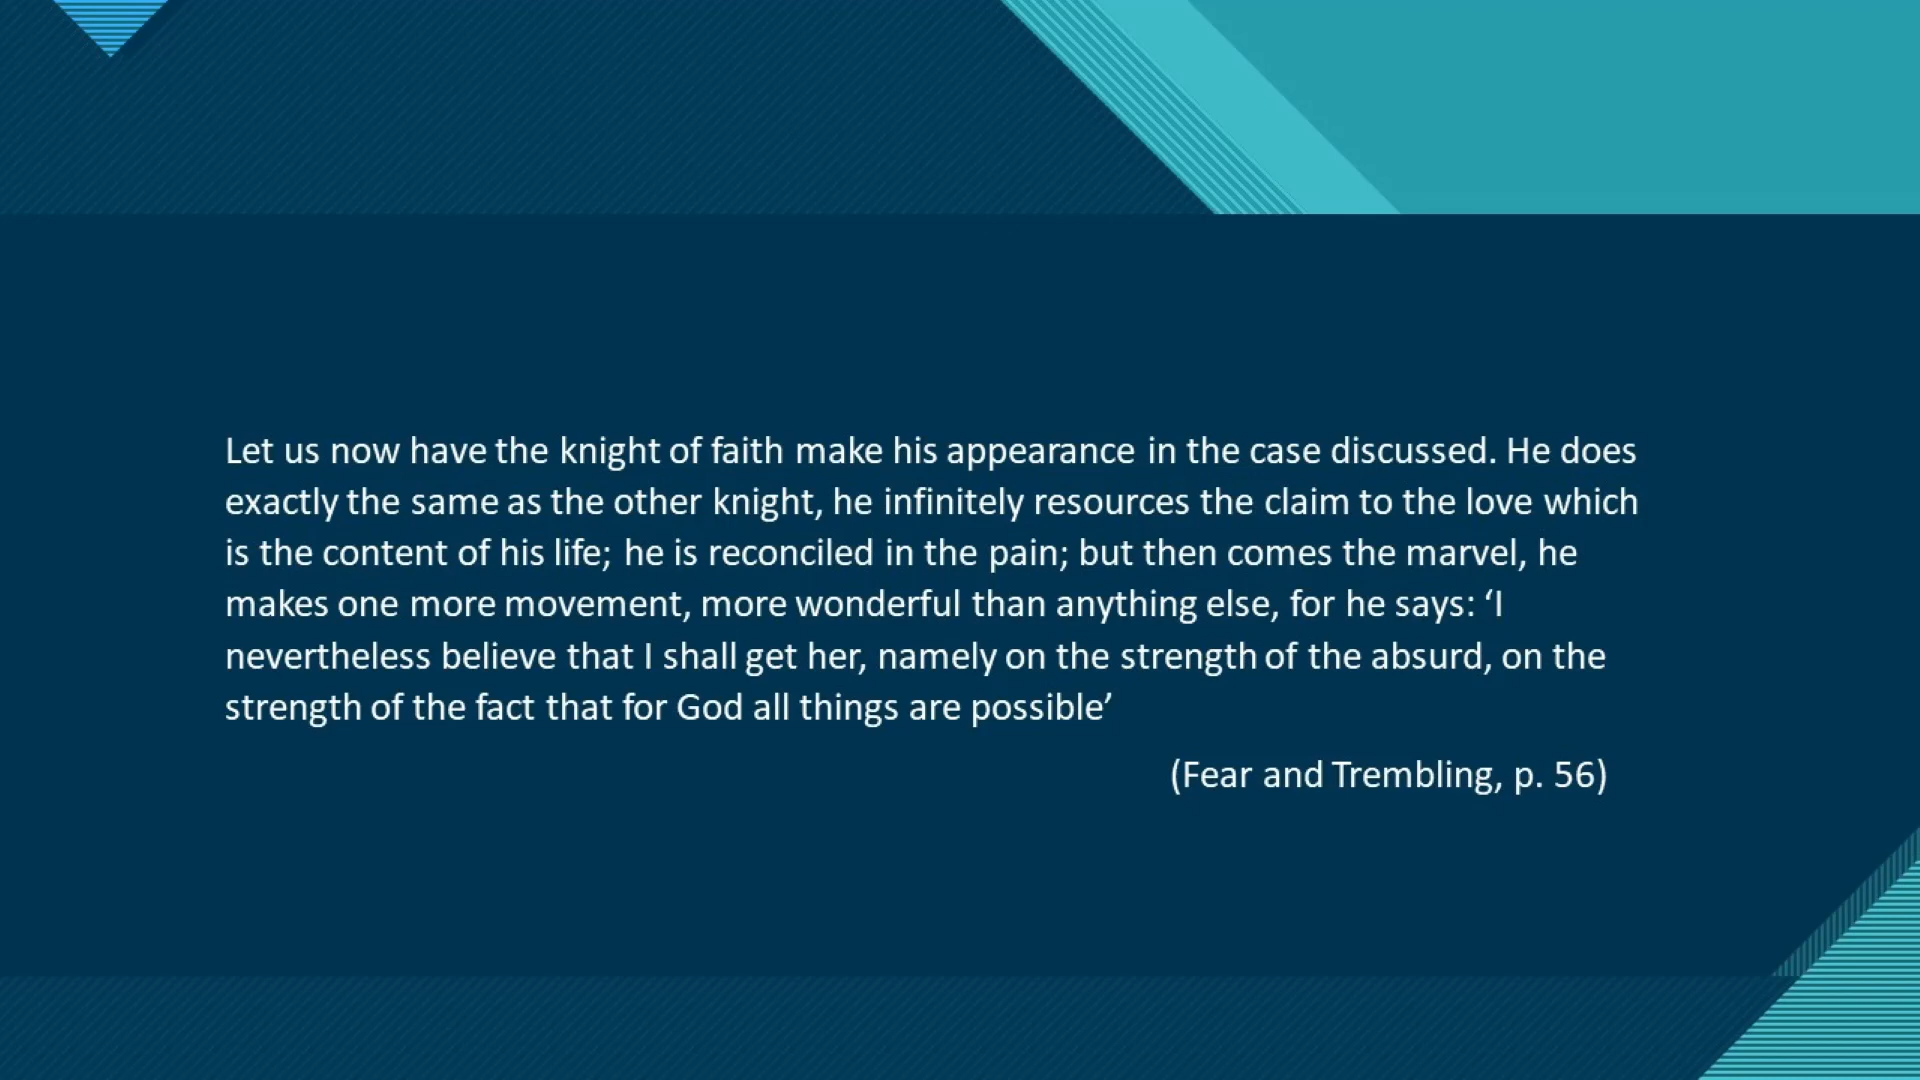 Let us now have the knight of faith make his appearance in the case discussed. He does
exactly the same as the other knight, he infinitely resources the claim to the love which
is the content of his life; he is reconciled in the pain; but then comes the marvel, he
makes one more movement, more wonderful than anything else, for he says: ‘I
nevertheless believe that I shall get her, namely on the strength of the absurd, on the
strength of the fact that for God all things are possible’
(Fear and Trembling, p. 56)